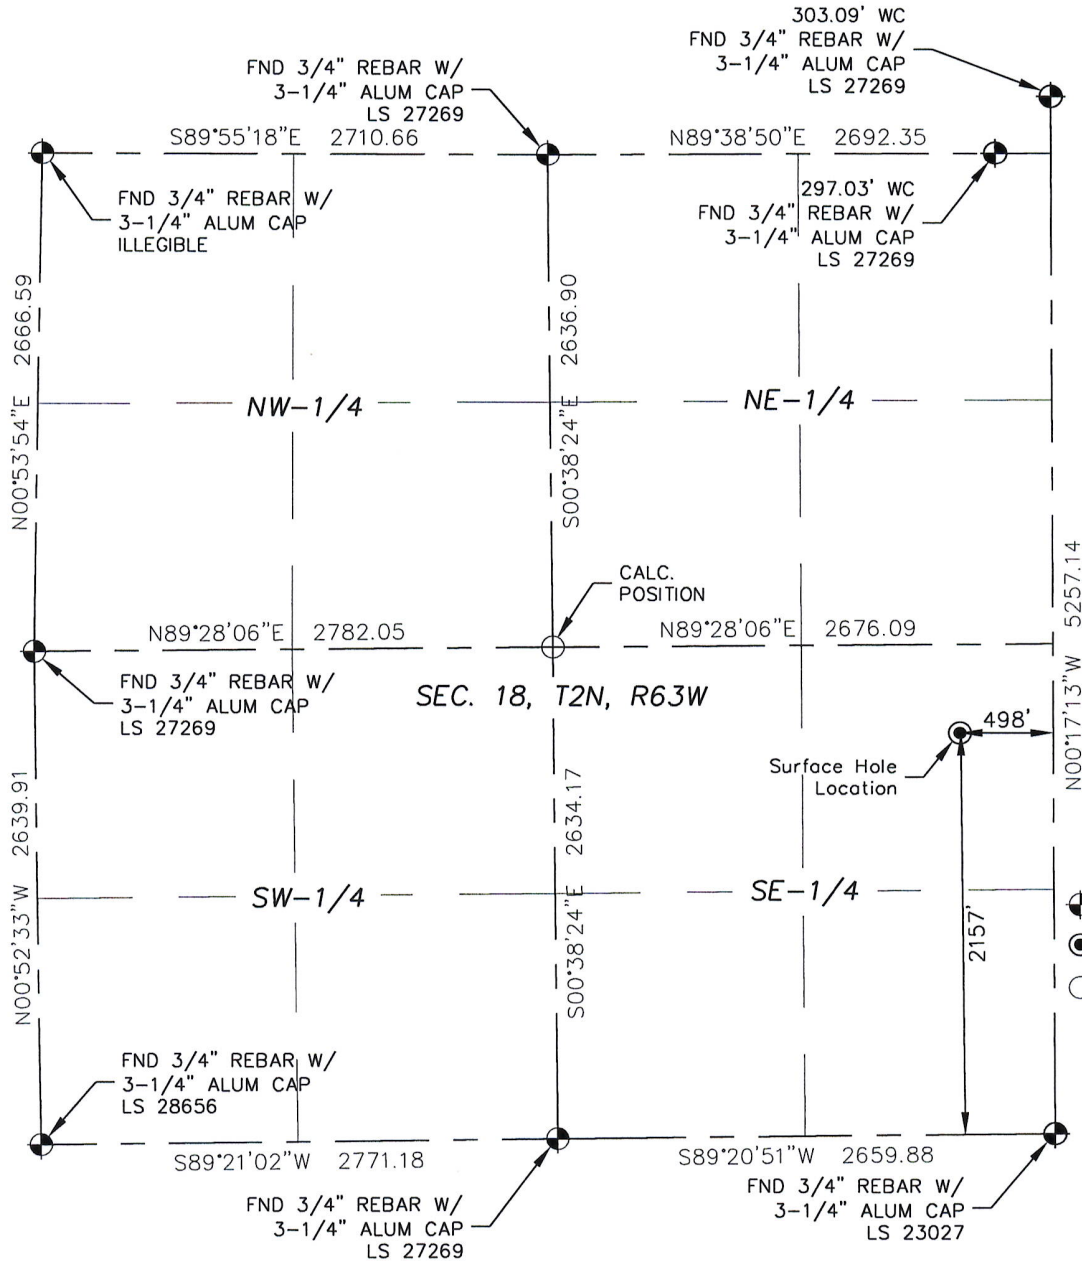 303.09' WC
FND 3/4" REBAR W/
3-1/4" ALUM CAP
LS 27269
FND 3/4" REBAR W/
3-1/4" ALUM CAP
LS 27269
S89°55'18"E 2710.66
N89°38'50"E 2692.35
FND 3/4" REBAR W/
3-1/4" ALUM CAP
ILLEGIBLE
297.03' WC
FND 3/4" REBAR W/
3-1/4" ALUM CAP
LS 27269
N00°53'54"E 2666.59
S00°38'24"E 2636.90
NW-1/4
NE-1/4
CALC.
POSITION
N00°17'13"W 5257.14
N89°28'06"E 2782.05
N89°28'06"E 2676.09
FND 3/4" REBAR W/
3-1/4" ALUM CAP
LS 27269
SEC. 18, T2N, R63W
498'
Surface Hole
Location
N00°52'33"W 2639.91
S00°38'24"E 2634.17
SW-1/4
SE-1/4
2157'
FND 3/4" REBAR W/
3-1/4" ALUM CAP
LS 28656
S89°21'02"W 2771.18
S89°20'51"W 2659.88
FND 3/4" REBAR W/
3-1/4" ALUM CAP
LS 27269
FND 3/4" REBAR W/
3-1/4" ALUM CAP
LS 23027